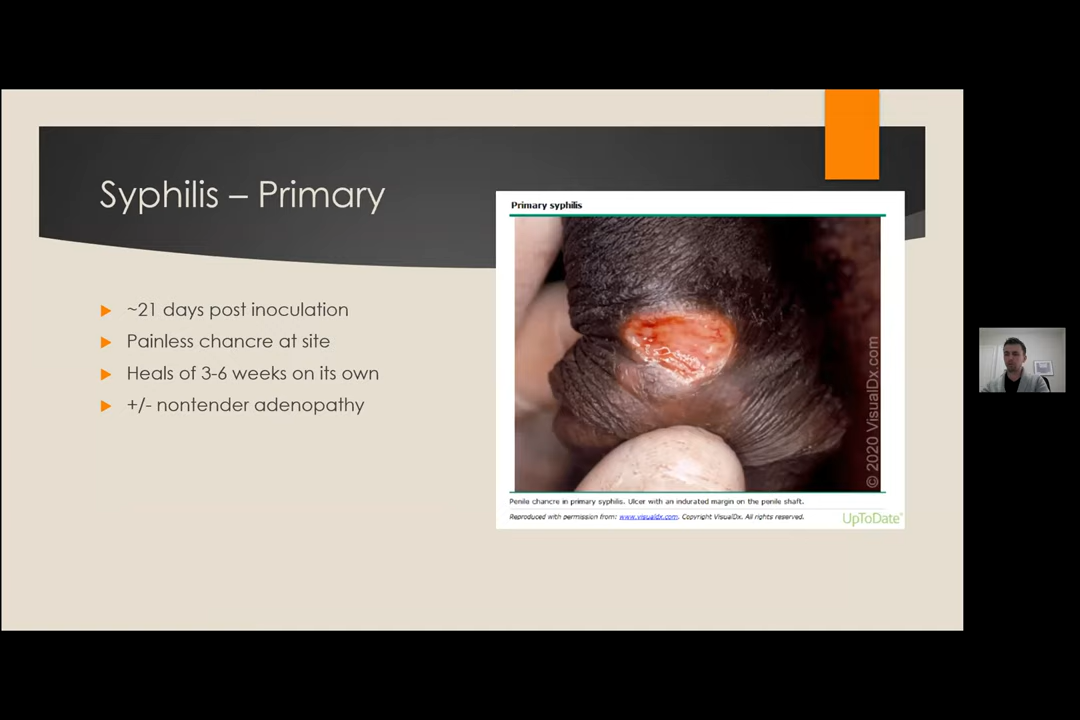 Syphilis – Primary
~21 days post inoculation
Painless chancre at site
Heals of 3-6 weeks on its own
+/- nontender adenopathy
Primary syphilis
© 2020 VisualDx.com
Penile chancre in primary syphilis. Ulcer with an indurated margin on the penile shaft.
Reproduced with permission from: www.visualdx.com. Copyright VisualDx. All rights reserved.
UpToDate®